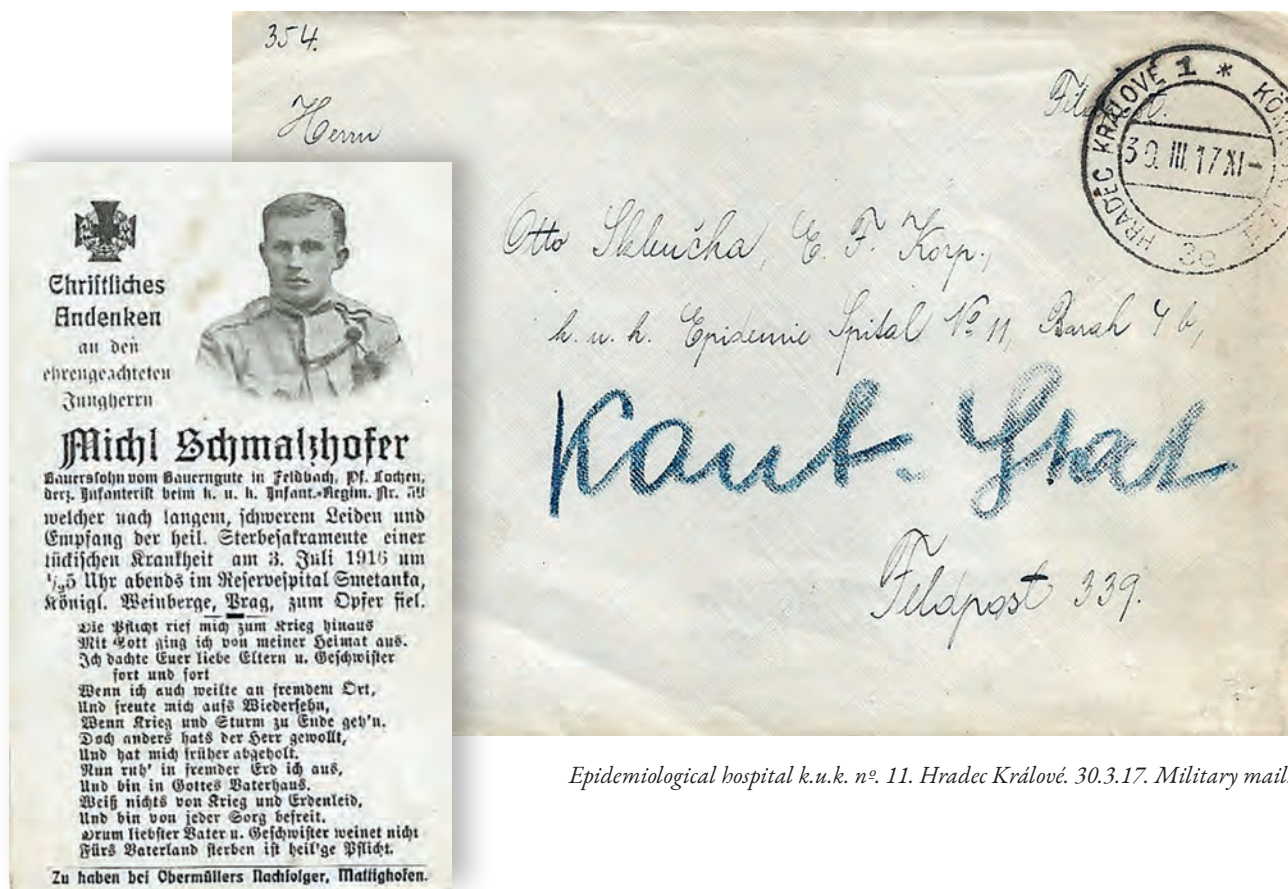 354.
Herrn
HRADEC KRÁLOVÉ 1 *
30.III.17 XI-
3e
Otto Sklenčka, E. F. Korp.,
k. u. k. Epidemie Spital No 11, Barak 4 b,
Feldpost 339.
Epidemiological hospital k.u.k. nº. 11. Hradec Králové. 30.3.17. Military mail.
Christliches
Andenken
an den
ehrengeachteten
Jungherrn
Michl Schmalzhofer
Bauerssohn vom Bauerngute in Feldbach, Pf. Lochen,
derz. Infanterist beim k. u. k. Infant.-Regim. Nr. 59
welcher nach langem, schwerem Leiden und
Empfang der heil. Sterbesakramente einer
tückischen Krankheit am 3. Juli 1916 um
½5 Uhr abends im Reservespital Smetanka,
Königl. Weinberge, Prag, zum Opfer fiel.
Die Pflicht rief mich zum Krieg hinaus
Mit Gott ging ich von meiner Heimat aus.
Ich dachte Euer liebe Eltern u. Geschwister
fort und fort
Wenn ich auch weilte an fremdem Ort,
Und freute mich aufs Wiedersehn,
Wenn Krieg und Sturm zu Ende geh'n.
Doch anders hats der Herr gewollt,
Und hat mich früher abgeholt.
Nun ruh' in fremder Erd ich aus,
Und bin in Gottes Vaterhaus.
Weiß nichts von Krieg und Erdenleid,
Und bin von jeder Sorg befreit.
Drum liebster Vater u. Geschwister weinet nicht
Fürs Vaterland sterben ist heil'ge Pflicht.
Zu haben bei Obermüllers Nachfolger, Mattighofen.